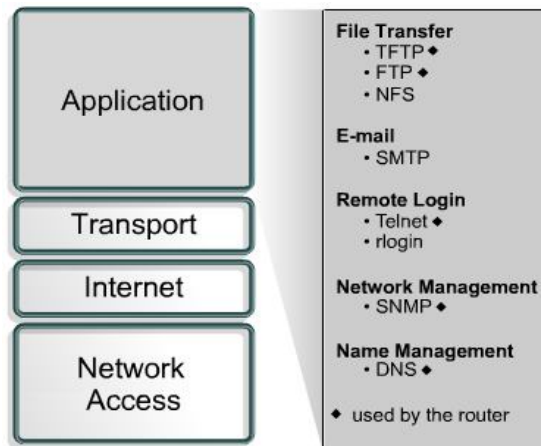 Application
Transport
Internet
Network
Access
File Transfer
• TFTP ◆
• FTP ◆
• NFS
E-mail
• SMTP
Remote Login
• Telnet ◆
• rlogin
Network Management
• SNMP ◆
Name Management
• DNS ◆
◆ used by the router